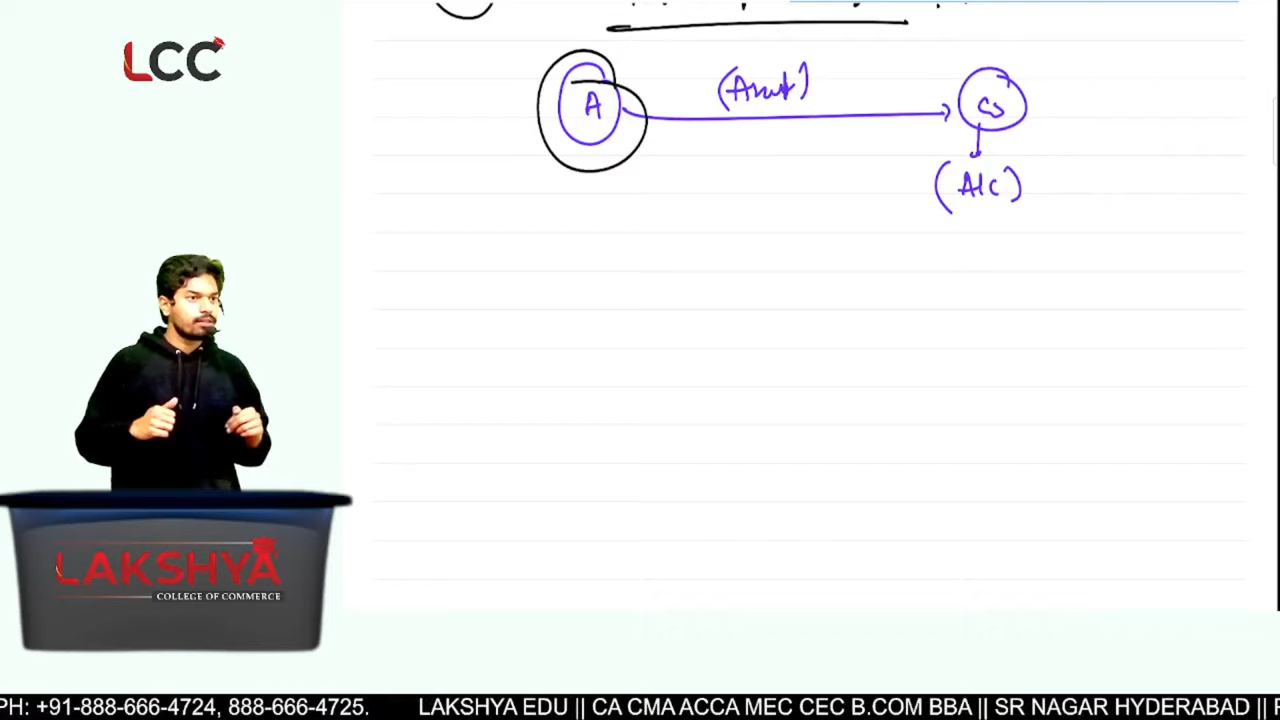 LCC
A
(Amt)
Co
(A/c)
LAKSHYA
COLLEGE OF COMMERCE
PH: +91-888-666-4724, 888-666-4725. LAKSHYA EDU || CA CMA ACCA MEC CEC B.COM BBA || SR NAGAR HYDERABAD ||